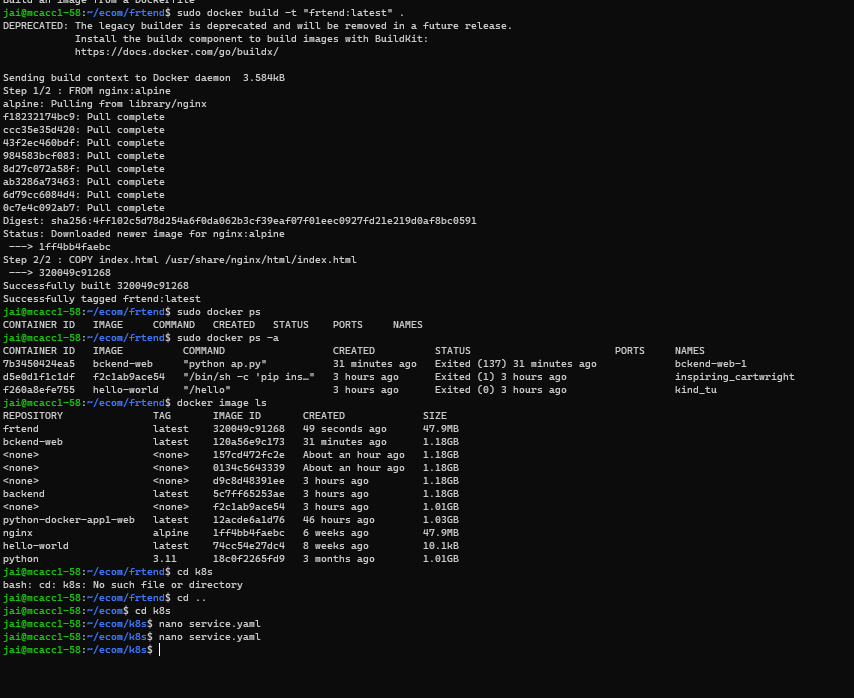 Build an image from a Dockerfile
jai@mcacc1-58:~/ecom/frtend$ sudo docker build -t "frtend:latest" .
DEPRECATED: The legacy builder is deprecated and will be removed in a future release.
            Install the buildx component to build images with BuildKit:
            https://docs.docker.com/go/buildx/

Sending build context to Docker daemon  3.584kB
Step 1/2 : FROM nginx:alpine
alpine: Pulling from library/nginx
f18232174bc9: Pull complete
ccc35e35d420: Pull complete
43f2ec460bdf: Pull complete
984583bcf083: Pull complete
8d27c072a58f: Pull complete
ab3286a73463: Pull complete
6d79cc6084d4: Pull complete
0c7e4c092ab7: Pull complete
Digest: sha256:4ff102c5d78d254a6f0da062b3cf39eaf07f01eec0927fd21e219d0af8bc0591
Status: Downloaded newer image for nginx:alpine
 ---> 1ff4bb4faebc
Step 2/2 : COPY index.html /usr/share/nginx/html/index.html
 ---> 320049c91268
Successfully built 320049c91268
Successfully tagged frtend:latest
jai@mcacc1-58:~/ecom/frtend$ sudo docker ps
CONTAINER ID   IMAGE     COMMAND   CREATED   STATUS    PORTS     NAMES
jai@mcacc1-58:~/ecom/frtend$ sudo docker ps -a
CONTAINER ID   IMAGE          COMMAND                  CREATED          STATUS                        PORTS     NAMES
7b3450424ea5   bckend-web     "python ap.py"           31 minutes ago   Exited (137) 31 minutes ago             bckend-web-1
d5e0d1f1c1df   f2c1ab9ace54   "/bin/sh -c 'pip ins…"   3 hours ago      Exited (1) 3 hours ago                  inspiring_cartwright
f260a8efe755   hello-world    "/hello"                 3 hours ago      Exited (0) 3 hours ago                  kind_tu
jai@mcacc1-58:~/ecom/frtend$ docker image ls
REPOSITORY               TAG       IMAGE ID       CREATED             SIZE
frtend                   latest    320049c91268   49 seconds ago      47.9MB
bckend-web               latest    120a56e9c173   31 minutes ago      1.18GB
<none>                   <none>    157cd472fc2e   About an hour ago   1.18GB
<none>                   <none>    0134c5643339   About an hour ago   1.18GB
<none>                   <none>    d9c8d48391ee   3 hours ago         1.18GB
backend                  latest    5c7ff65253ae   3 hours ago         1.18GB
<none>                   <none>    f2c1ab9ace54   3 hours ago         1.01GB
python-docker-app1-web   latest    12acde6a1d76   46 hours ago        1.03GB
nginx                    alpine    1ff4bb4faebc   6 weeks ago         47.9MB
hello-world              latest    74cc54e27dc4   8 weeks ago         10.1kB
python                   3.11      18c0f2265fd9   3 months ago        1.01GB
jai@mcacc1-58:~/ecom/frtend$ cd k8s
bash: cd: k8s: No such file or directory
jai@mcacc1-58:~/ecom/frtend$ cd ..
jai@mcacc1-58:~/ecom$ cd k8s
jai@mcacc1-58:~/ecom/k8s$ nano service.yaml
jai@mcacc1-58:~/ecom/k8s$ nano service.yaml
jai@mcacc1-58:~/ecom/k8s$